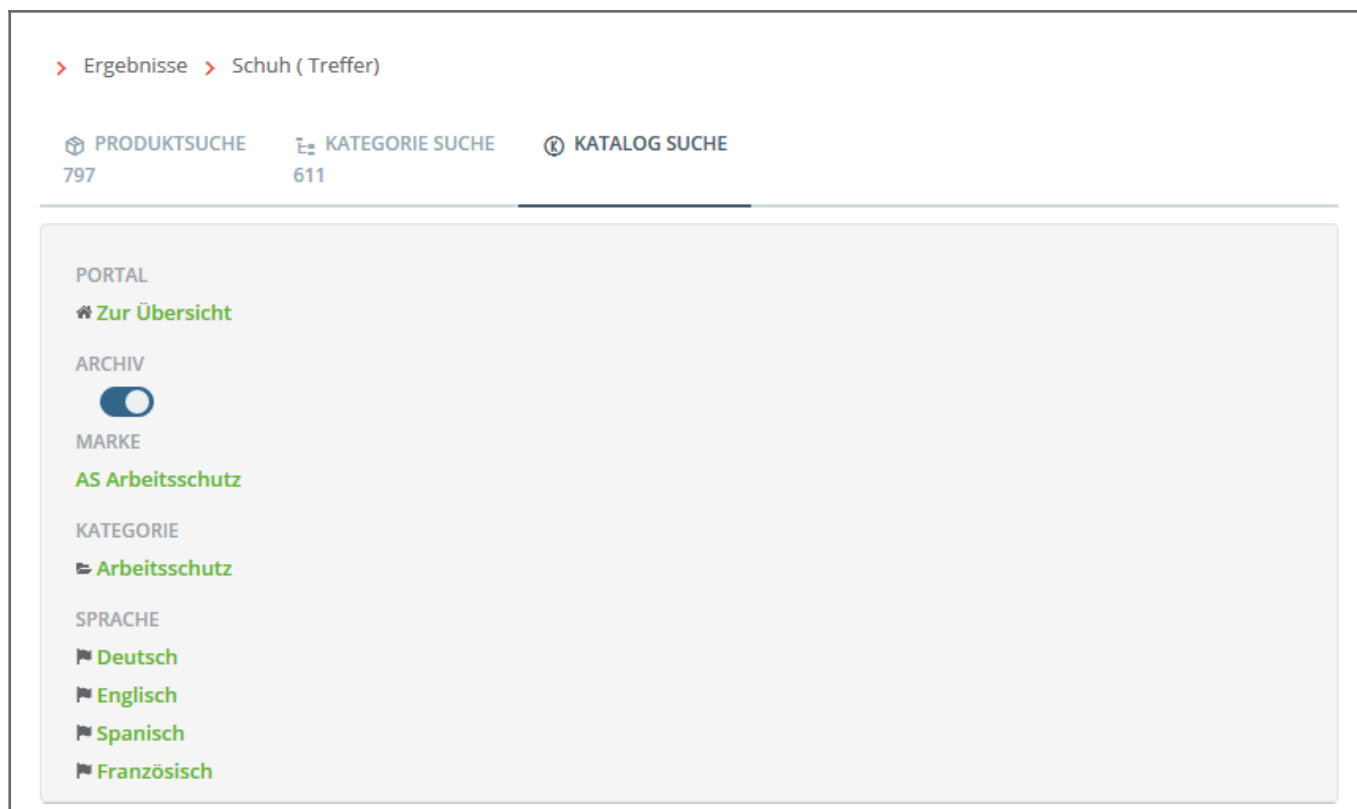 Ergebnisse Schuh ( Treffer)
PRODUKTSUCHE KATEGORIE SUCHE KATALOG SUCHE
797 611
PORTAL
Zur Übersicht
ARCHIV
MARKE
AS Arbeitsschutz
KATEGORIE
Arbeitsschutz
SPRACHE
Deutsch
Englisch
Spanisch
Französisch